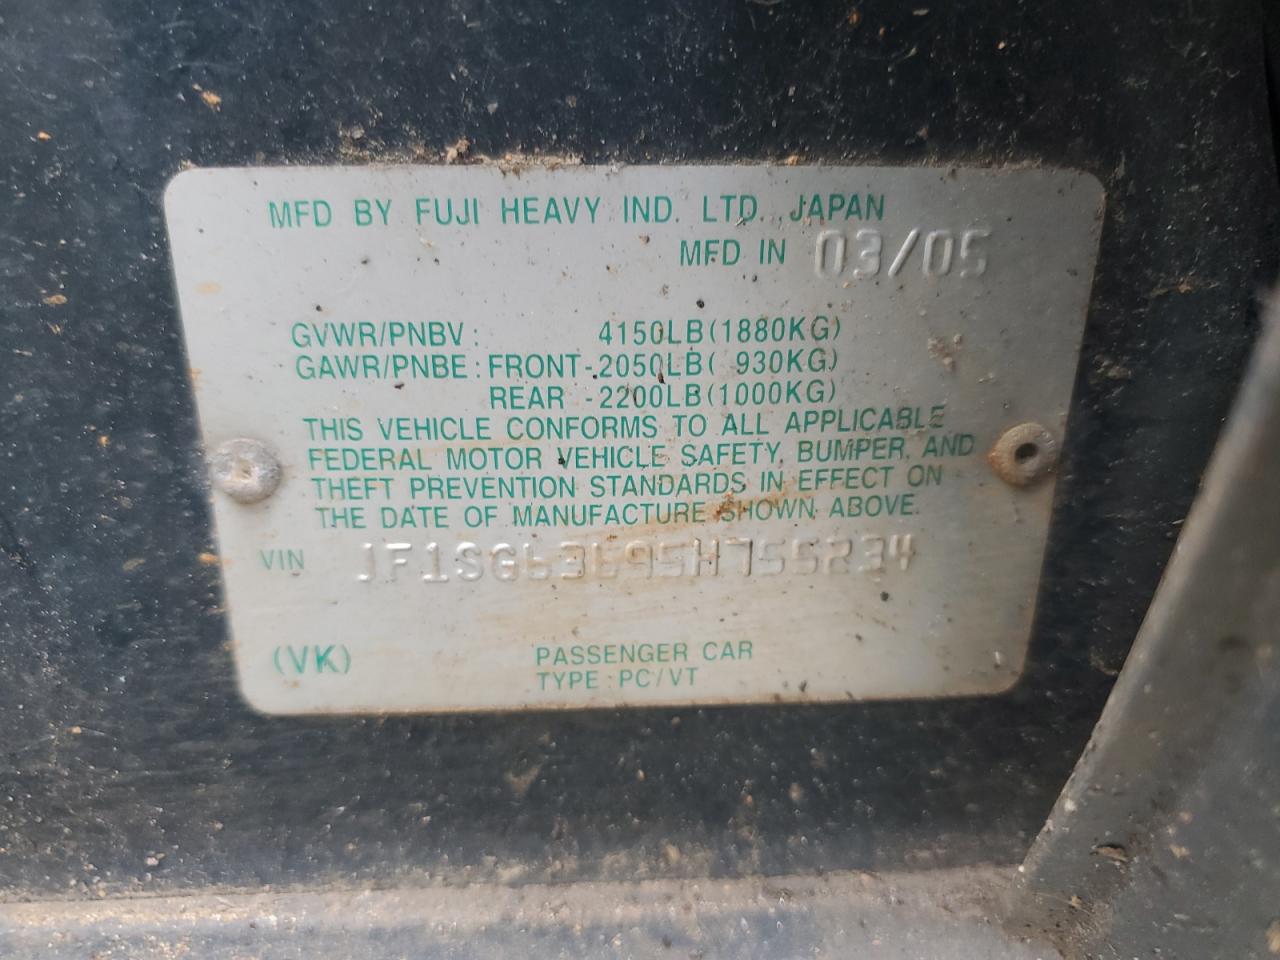 MFD BY FUJI HEAVY IND. LTD., JAPAN
MFD IN 03/05
GVWR/PNBV: 4150LB(1880KG)
GAWR/PNBE: FRONT-2050LB( 930KG)
REAR -2200LB(1000KG)
THIS VEHICLE CONFORMS TO ALL APPLICABLE
FEDERAL MOTOR VEHICLE SAFETY, BUMPER, AND
THEFT PREVENTION STANDARDS IN EFFECT ON
THE DATE OF MANUFACTURE SHOWN ABOVE.
VIN JF1SG63695H755234
(VK) PASSENGER CAR
TYPE: PC/VT